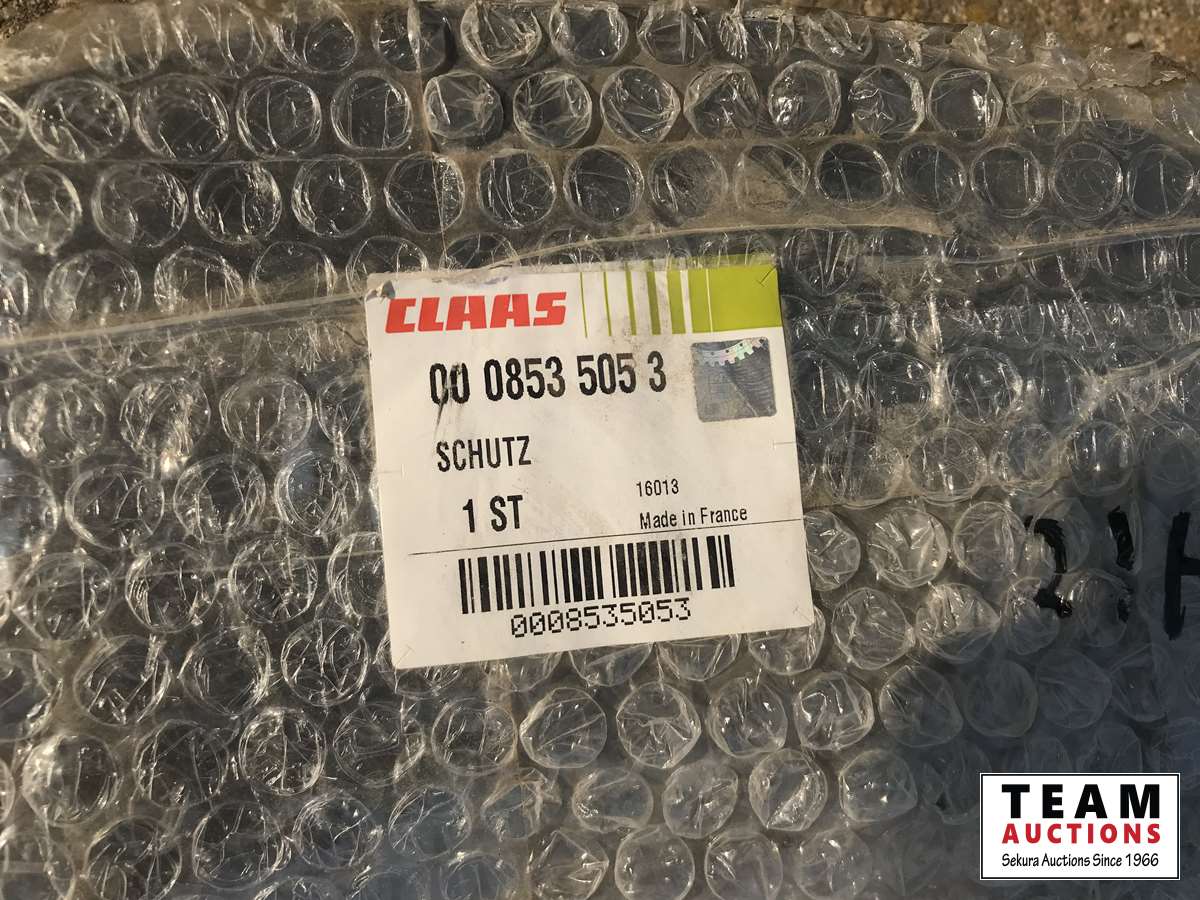 CLAAS
00 0853 505 3
SCHUTZ
1 ST
16013
Made in France
0008535053
TEAM
AUCTIONS
Sekura Auctions Since 1966